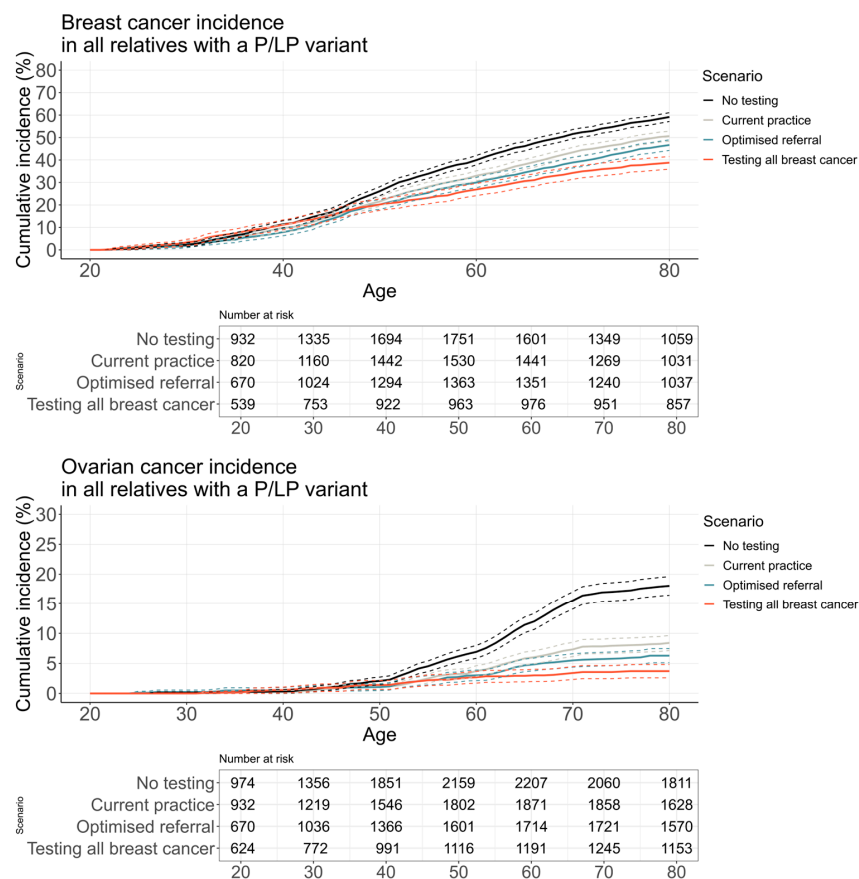 Breast cancer incidence
in all relatives with a P/LP variant
Cumulative incidence (%)
80
70
60
50
40
30
20
10
0
20 40 60 80
Age
Scenario
No testing
Current practice
Optimised referral
Testing all breast cancer
Number at risk
Scenario
No testing 932 1335 1694 1751 1601 1349 1059
Current practice 820 1160 1442 1530 1441 1269 1031
Optimised referral 670 1024 1294 1363 1351 1240 1037
Testing all breast cancer 539 753 922 963 976 951 857
20 30 40 50 60 70 80
Ovarian cancer incidence
in all relatives with a P/LP variant
Cumulative incidence (%)
30
25
20
15
10
5
0
20 30 40 50 60 70 80
Age
Scenario
No testing
Current practice
Optimised referral
Testing all breast cancer
Number at risk
Scenario
No testing 974 1356 1851 2159 2207 2060 1811
Current practice 932 1219 1546 1802 1871 1858 1628
Optimised referral 670 1036 1366 1601 1714 1721 1570
Testing all breast cancer 624 772 991 1116 1191 1245 1153
20 30 40 50 60 70 80